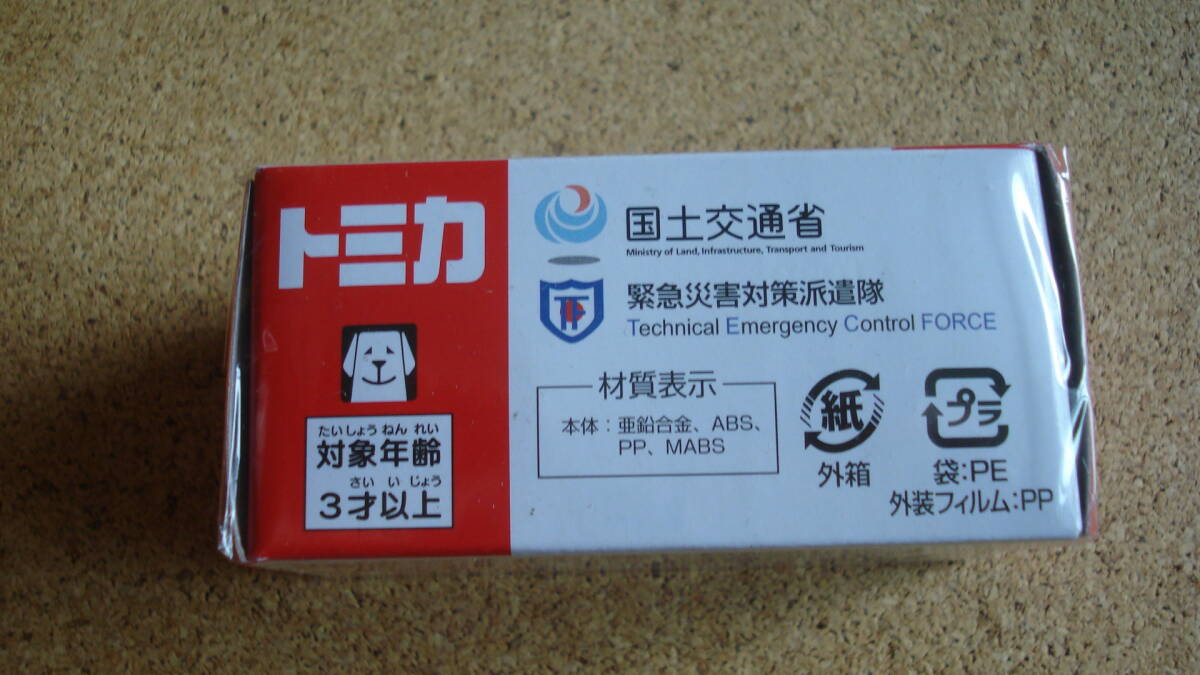 トミカ
たいしょうねんれい
対象年齢
さいいじょう
3才以上
国土交通省
Ministry of Land, Infrastructure, Transport and Tourism
緊急災害対策派遣隊
Technical Emergency Control FORCE
材質表示
本体：亜鉛合金、ABS、
PP、MABS
紙
外箱
プラ
袋:PE
外装フィルム:PP